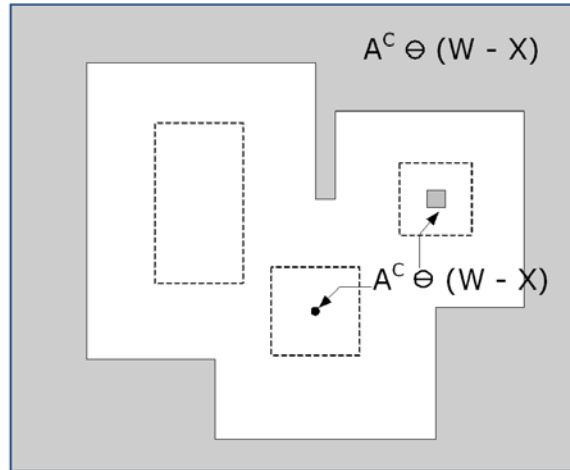 Aᶜ ⊖ (W - X)
Aᶜ ⊖ (W - X)